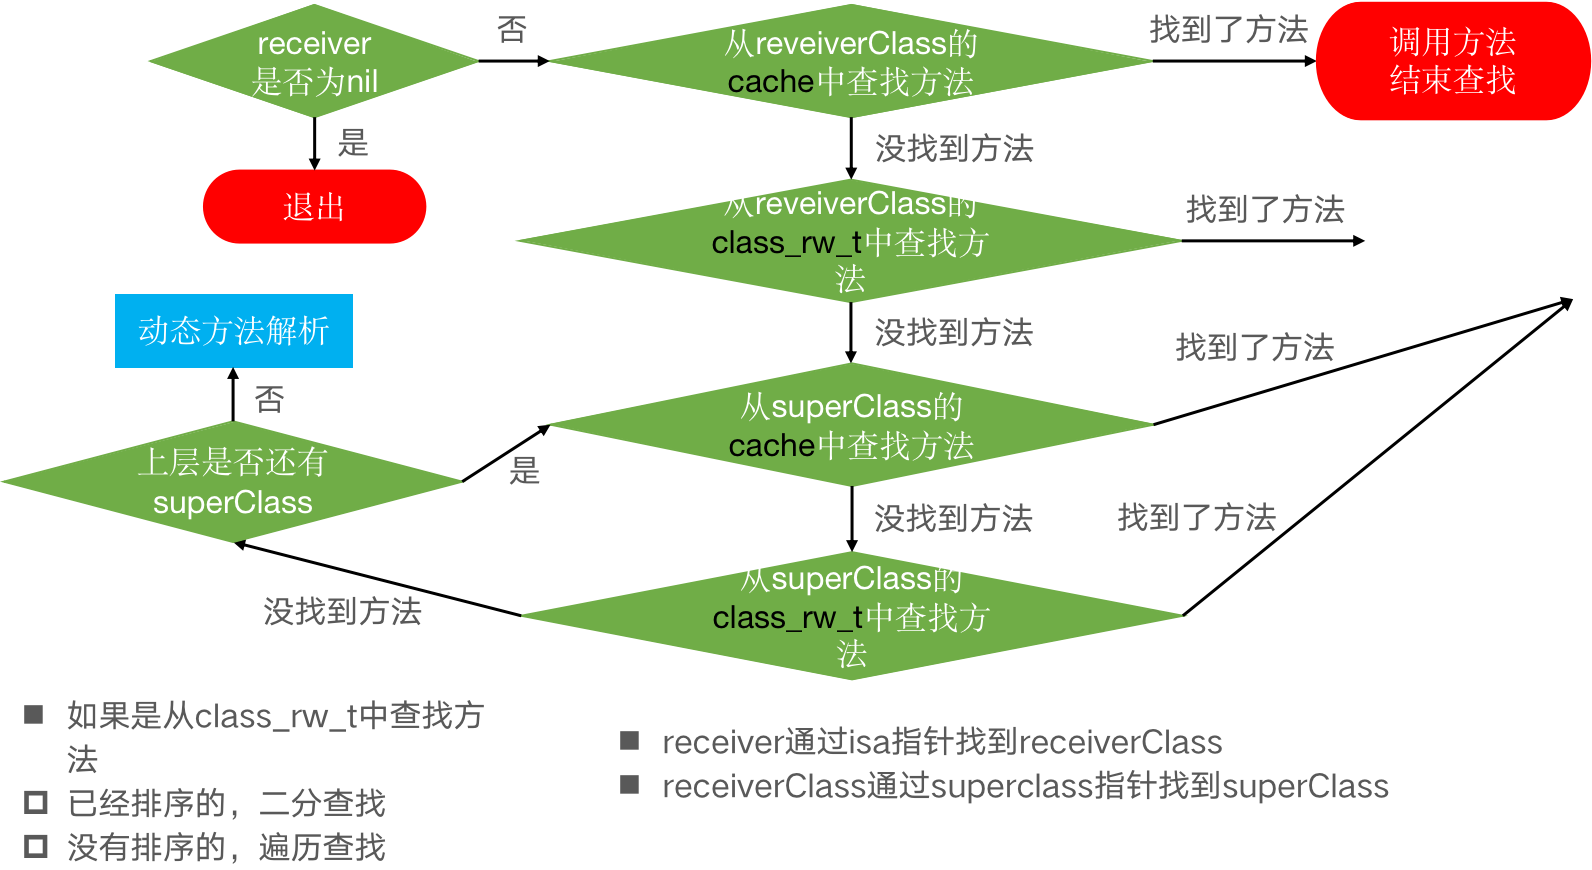 receiver
是否为nil
否
从reveiverClass的
cache中查找方法
找到了方法
调用方法
结束查找
是
没找到方法
退出
从reveiverClass的
class_rw_t中查找方
法
找到了方法
动态方法解析
没找到方法
找到了方法
否
从superClass的
cache中查找方法
上层是否还有
superClass
是
没找到方法
找到了方法
从superClass的
class_rw_t中查找方
法
没找到方法
如果是从class_rw_t中查找方
法
已经排序的，二分查找
没有排序的，遍历查找
receiver通过isa指针找到receiverClass
receiverClass通过superclass指针找到superClass